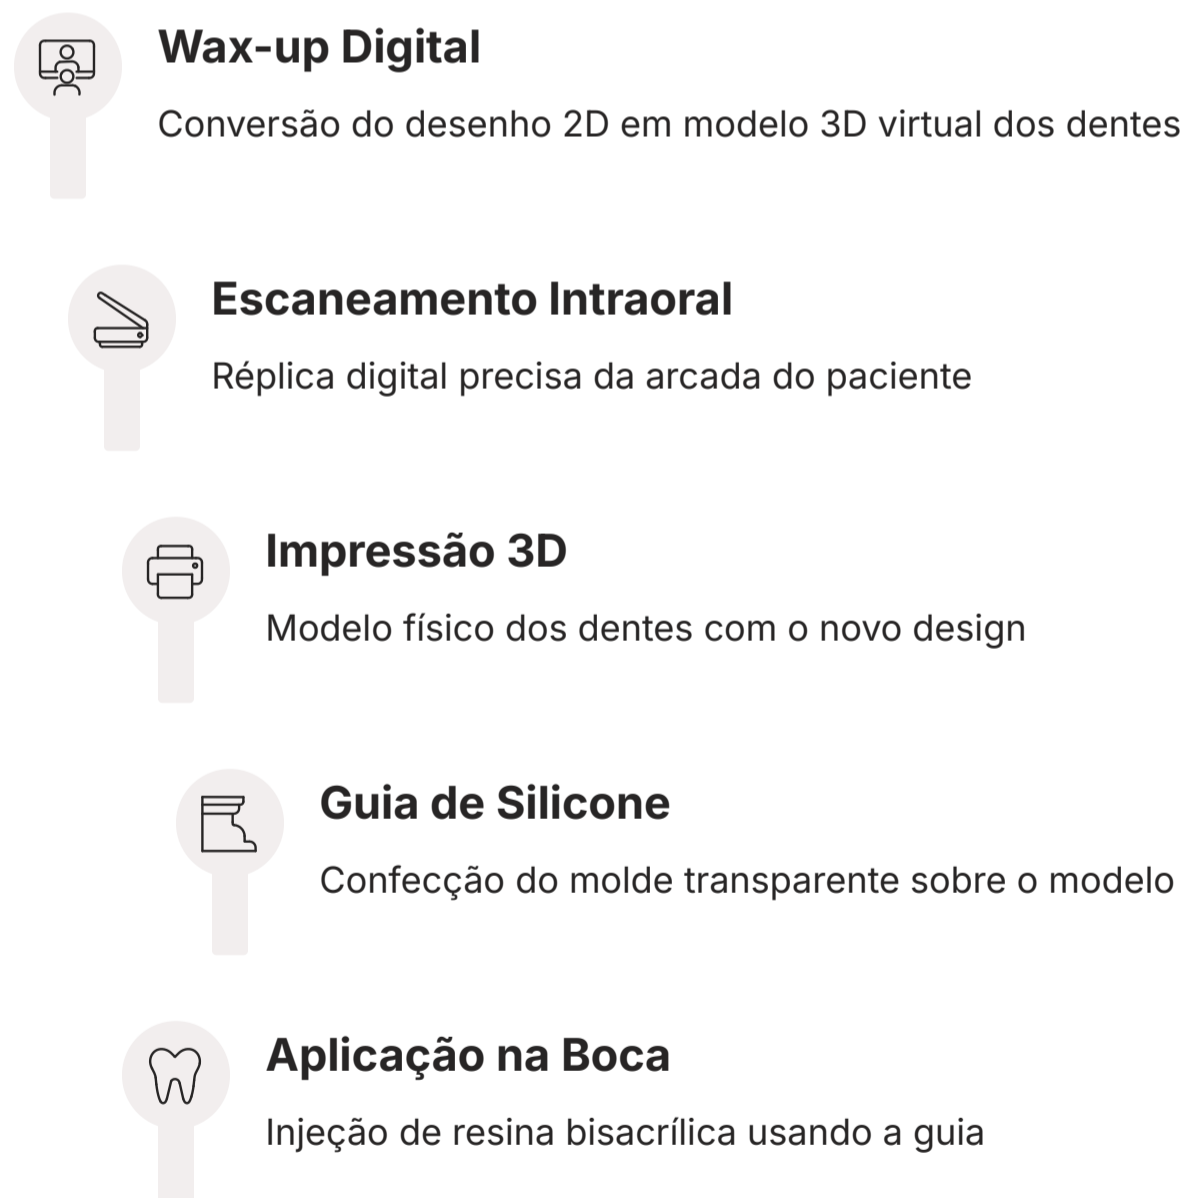 Wax-up Digital
Conversão do desenho 2D em modelo 3D virtual dos dentes
Escaneamento Intraoral
Réplica digital precisa da arcada do paciente
Impressão 3D
Modelo físico dos dentes com o novo design
Guia de Silicone
Confecção do molde transparente sobre o modelo
Aplicação na Boca
Injeção de resina bisacrílica usando a guia